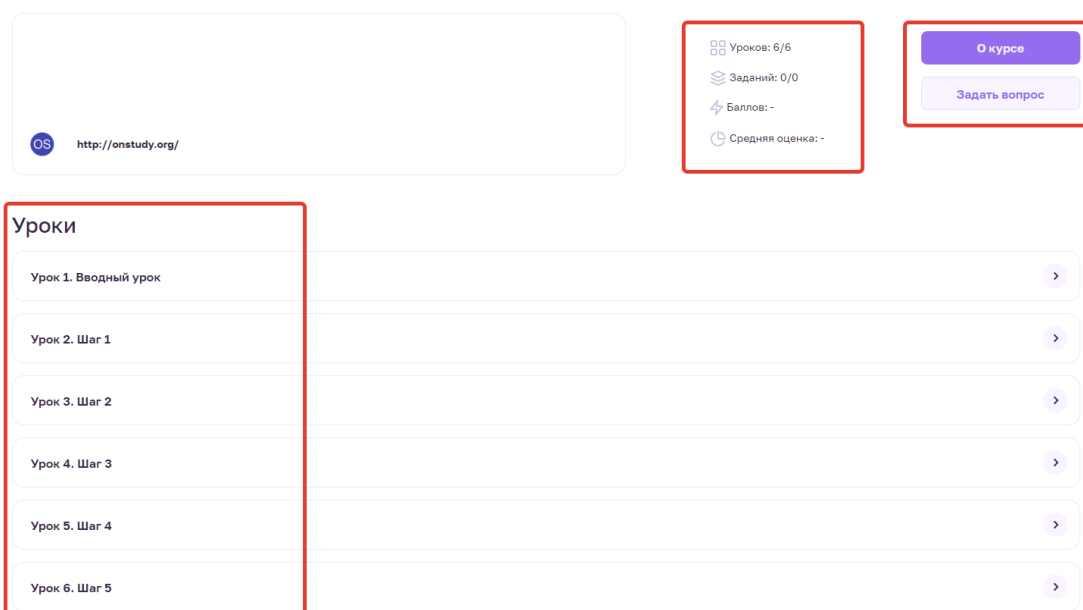 Уроков: 6/6
Заданий: 0/0
Баллов: -
Средняя оценка: -
О курсе
Задать вопрос
OS
http://onstudy.org/
Уроки
Урок 1. Вводный урок
Урок 2. Шаг 1
Урок 3. Шаг 2
Урок 4. Шаг 3
Урок 5. Шаг 4
Урок 6. Шаг 5